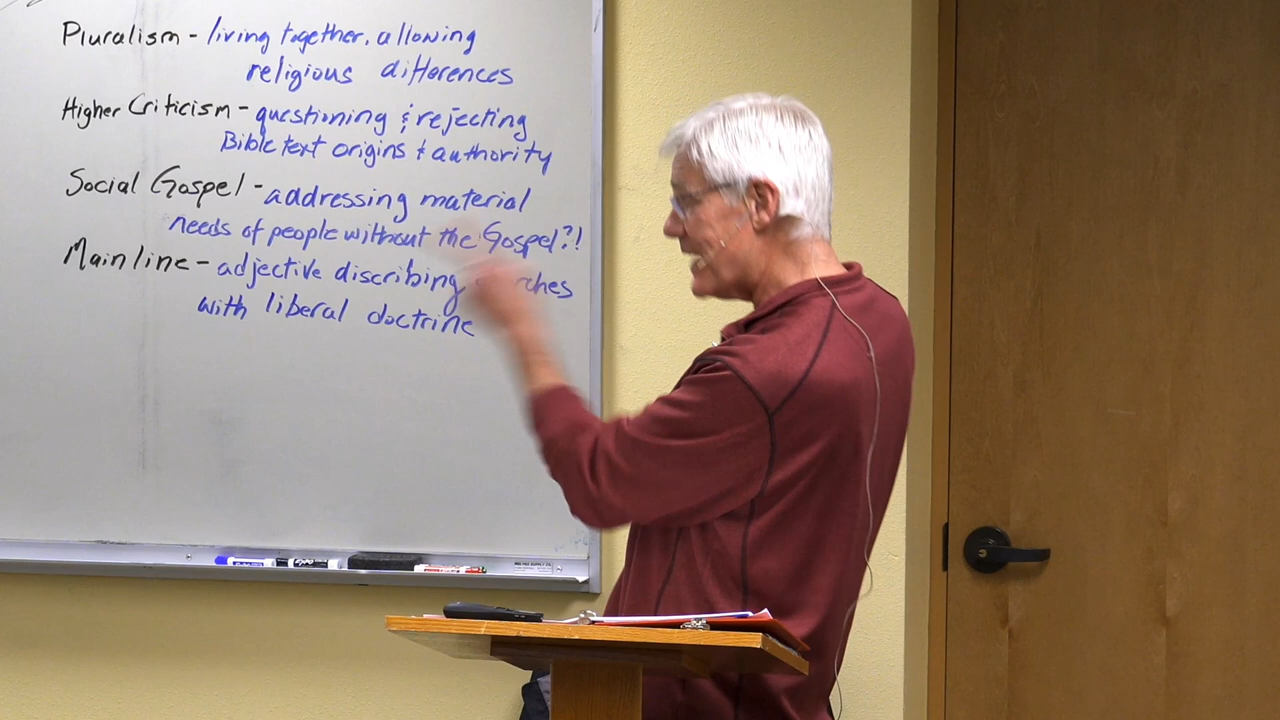 Pluralism - living together, allowing
religious differences
Higher Criticism - questioning & rejecting
Bible text origins & authority
Social Gospel - addressing material
needs of people without the Gospel?!
Mainline - adjective discribing
with liberal doctrine